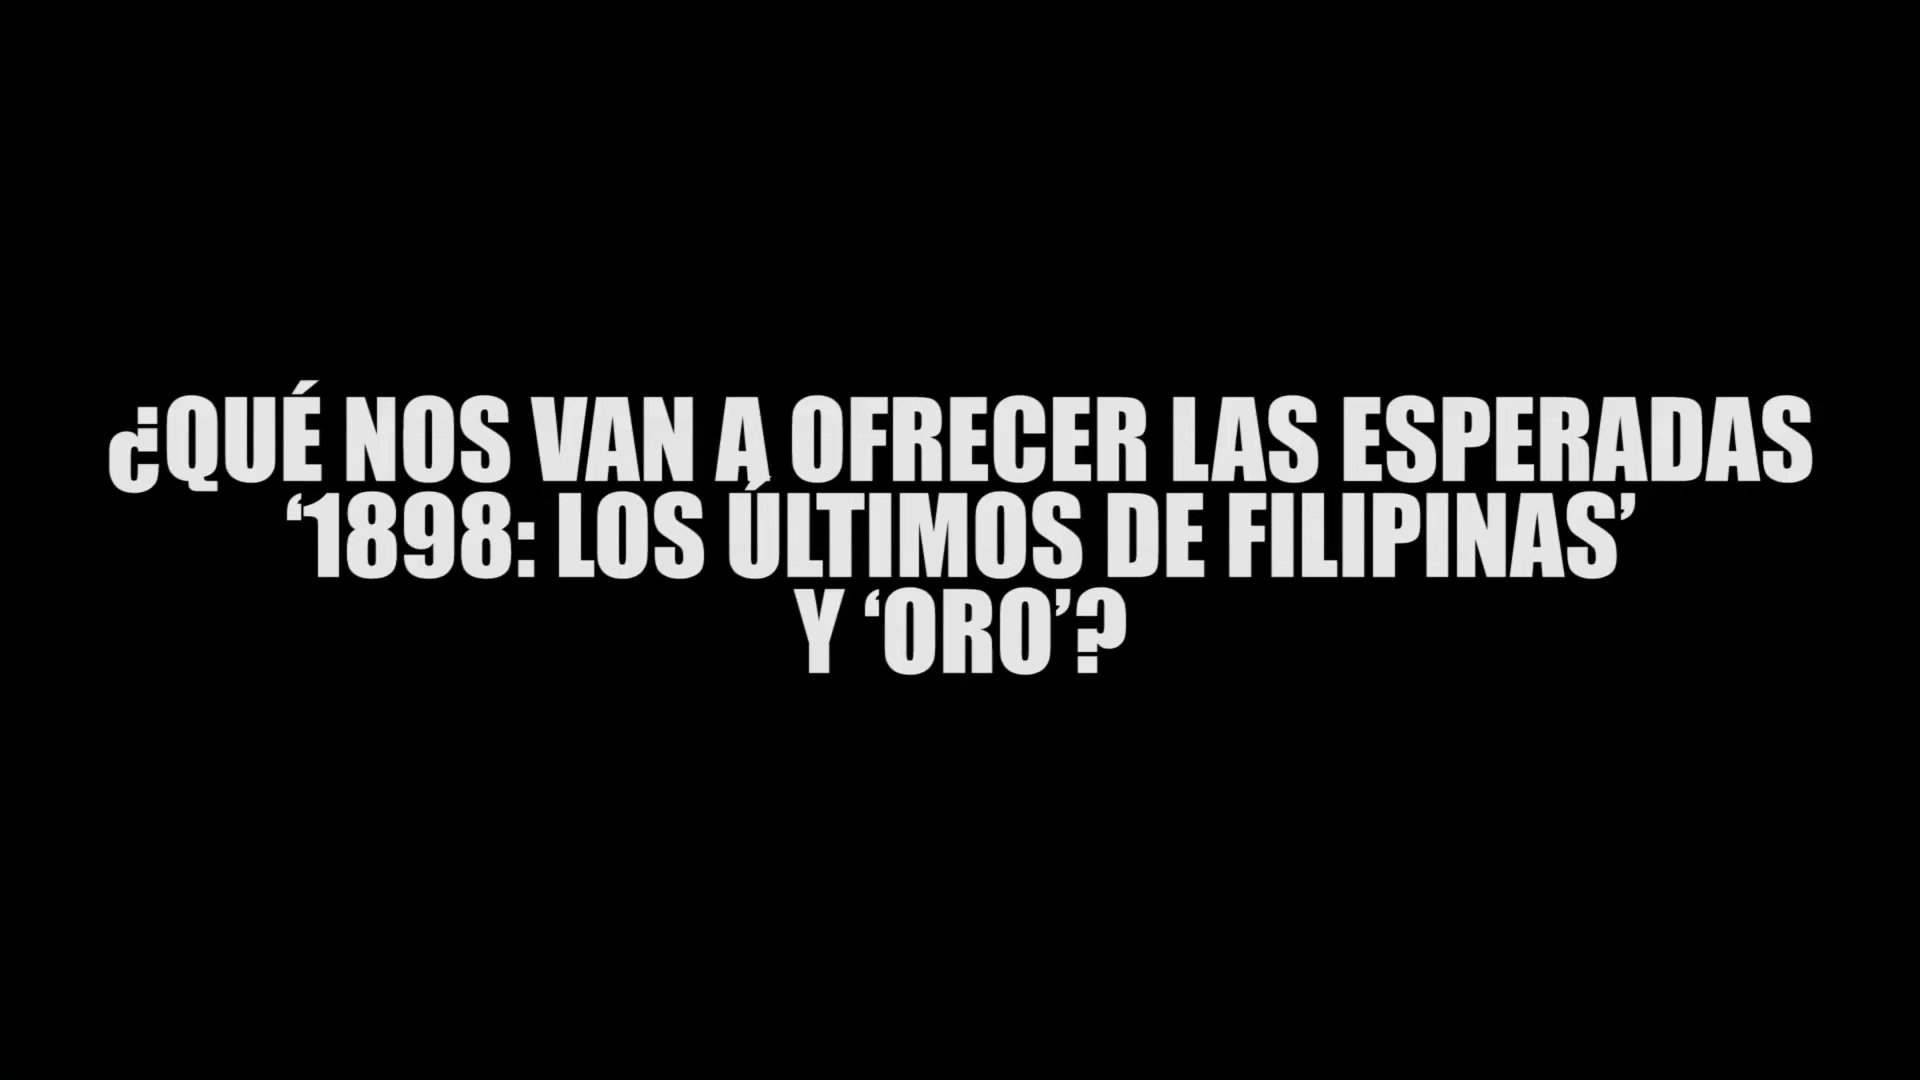 ¿QUÉ NOS VAN A OFRECER LAS ESPERADAS
‘1898: LOS ÚLTIMOS DE FILIPINAS’
Y ‘ORO’?